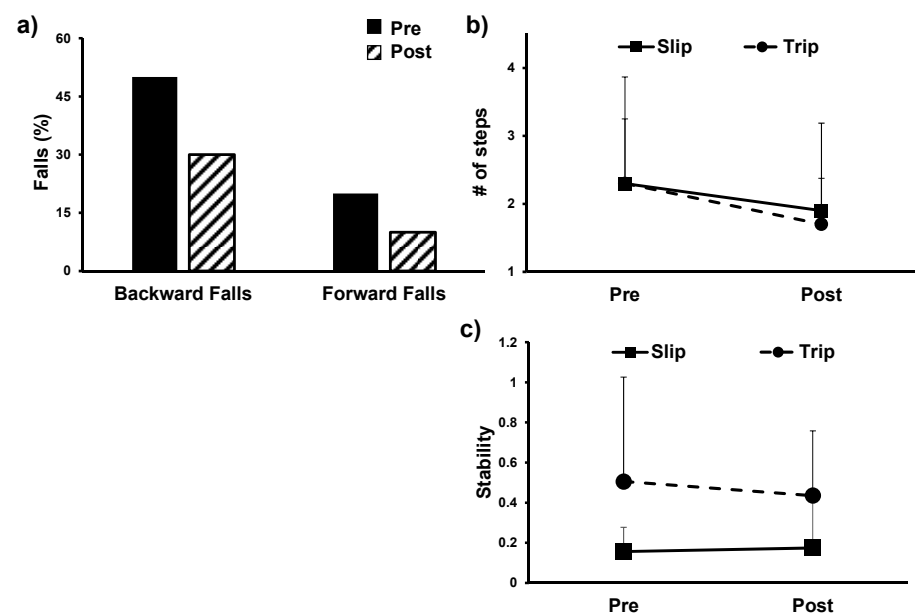 a)
Pre
Post
60
45
30
15
0
Falls (%)
Backward Falls
Forward Falls
b)
Slip
Trip
4
3
2
1
# of steps
Pre
Post
c)
Slip
Trip
1.2
1
0.8
0.6
0.4
0.2
0
Stability
Pre
Post